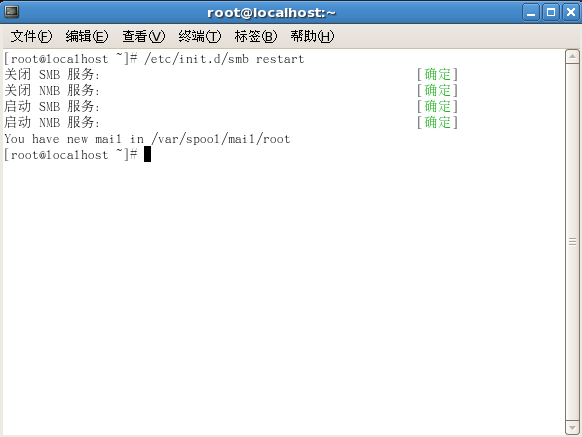 root@localhost:~
文件(F) 编辑(E) 查看(V) 终端(T) 标签(B) 帮助(H)
[root@localhost ~]# /etc/init.d/smb restart
关闭 SMB 服务: [确定]
关闭 NMB 服务: [确定]
启动 SMB 服务: [确定]
启动 NMB 服务: [确定]
You have new mail in /var/spool/mail/root
[root@localhost ~]#